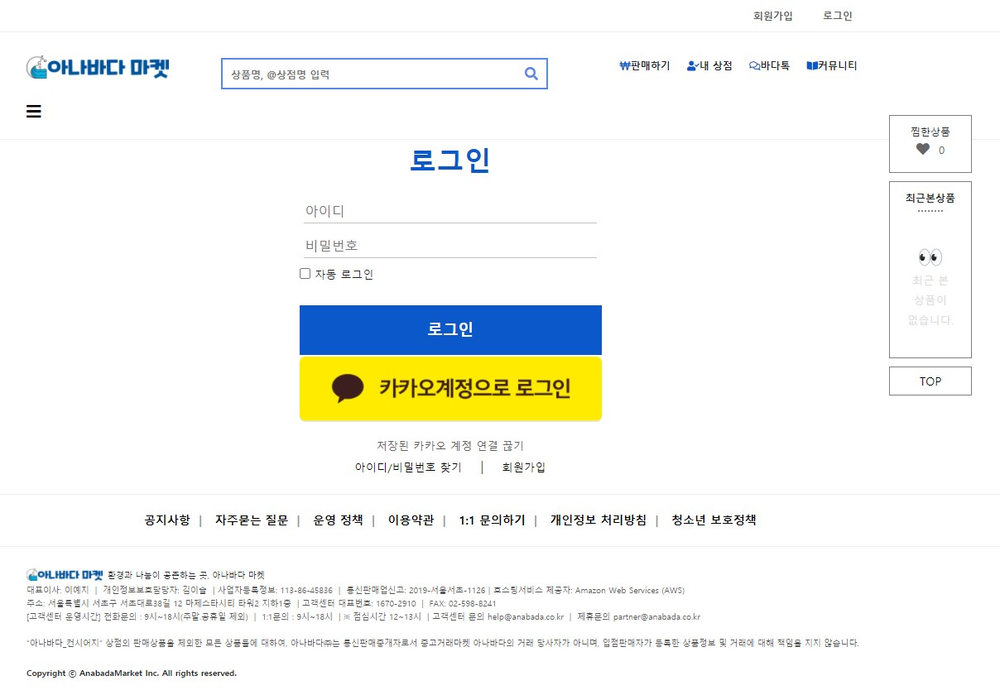 회원가입 로그인
아나바다 마켓 상품명, @상점명 입력 ₩판매하기 내 상점 바다톡 커뮤니티
찜한상품
0
로그인
최근본상품
아이디
비밀번호
자동 로그인
최근 본
상품이
없습니다.
로그인
TOP
카카오계정으로 로그인
저장된 카카오 계정 연결 끊기
아이디/비밀번호 찾기 | 회원가입
공지사항 | 자주묻는 질문 | 운영 정책 | 이용약관 | 1:1 문의하기 | 개인정보 처리방침 | 청소년 보호정책
아나바다 마켓 환경과 나눔이 공존하는 곳. 아나바다 마켓
대표이사: 이예지 | 개인정보보호담당자: 김이슬 | 사업자등록정보: 113-86-45836 | 통신판매업신고: 2019-서울서초-1126 | 호스팅서비스 제공자: Amazon Web Services (AWS)
주소: 서울특별시 서초구 서초대로38길 12 마제스타시티 타워2 지하1층 | 고객센터 대표번호: 1670-2910 | FAX: 02-598-8241
[고객센터 운영시간] 전화문의 : 9시~18시(주말.공휴일 제외) | 1:1문의 : 9시~18시 | ※ 점심시간 12~13시 | 고객센터 문의 help@anabada.co.kr | 제휴문의 partner@anabada.co.kr
"아나바다_컨시어지" 상점의 판매상품을 제외한 모든 상품들에 대하여, 아나바다㈜는 통신판매중개자로서 중고거래마켓 아나바다의 거래 당사자가 아니며, 입점판매자가 등록한 상품정보 및 거래에 대해 책임을 지지 않습니다.
Copyright ⓒ AnabadaMarket Inc. All rights reserved.